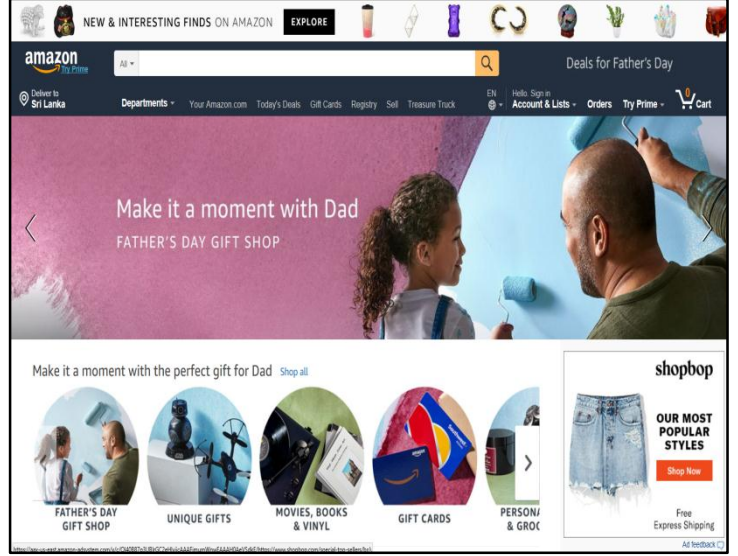 NEW & INTERESTING FINDS ON AMAZON EXPLORE
amazon
Try Prime
All
Deals for Father's Day
Deliver to
Sri Lanka
Departments Your Amazon.com Today's Deals Gift Cards Registry Sell Treasure Truck
EN
Hello. Sign in
Account & Lists Orders Try Prime 0 Cart
Make it a moment with Dad
FATHER'S DAY GIFT SHOP
Make it a moment with the perfect gift for Dad Shop all
FATHER'S DAY
GIFT SHOP
UNIQUE GIFTS
MOVIES, BOOKS
& VINYL
amazon
GIFT CARDS
PERSONA
& GROO
shopbop
OUR MOST
POPULAR
STYLES
Shop Now
Free
Express Shipping
Ad feedback